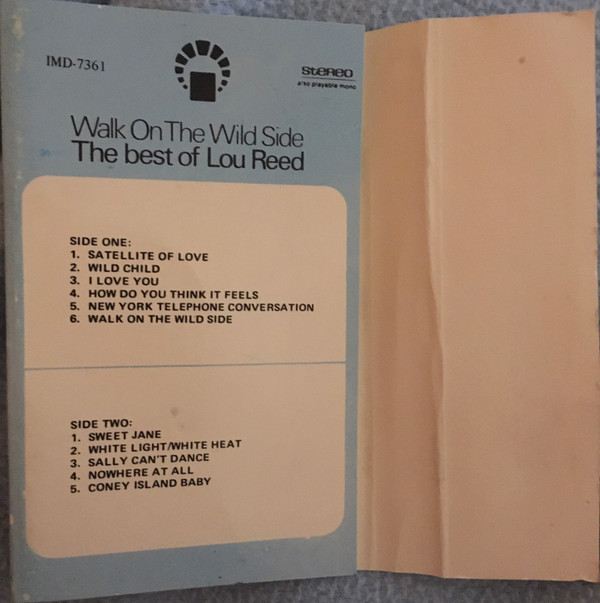 IMD-7361
STEREO
also playable mono
Walk On The Wild Side
The best of Lou Reed
SIDE ONE:
1. SATELLITE OF LOVE
2. WILD CHILD
3. I LOVE YOU
4. HOW DO YOU THINK IT FEELS
5. NEW YORK TELEPHONE CONVERSATION
6. WALK ON THE WILD SIDE
SIDE TWO:
1. SWEET JANE
2. WHITE LIGHT/WHITE HEAT
3. SALLY CAN'T DANCE
4. NOWHERE AT ALL
5. CONEY ISLAND BABY